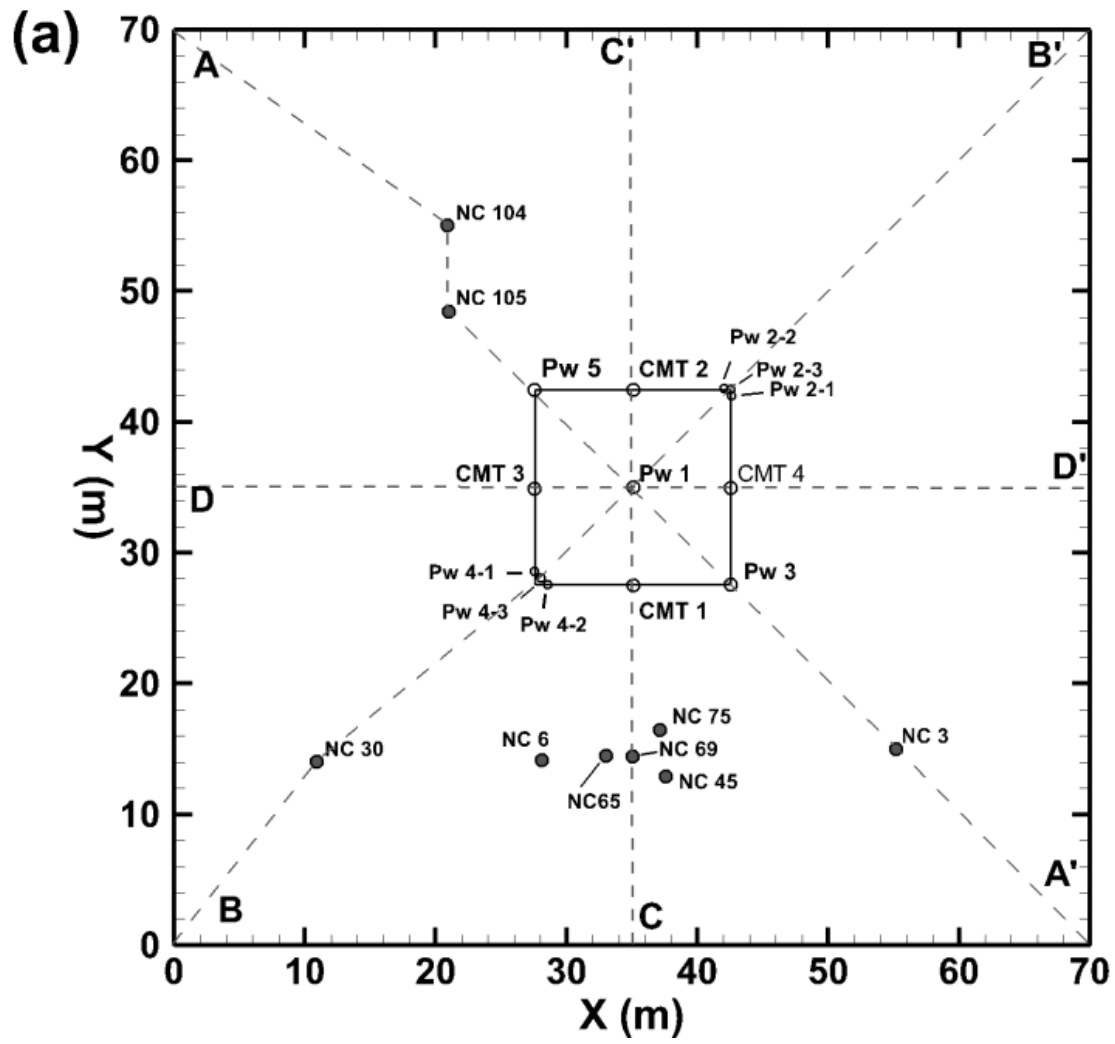 (a)
70
60
50
40
30
20
10
0
Y (m)
A
C'
B'
NC 104
NC 105
Pw 2-2
Pw 5
CMT 2
Pw 2-3
Pw 2-1
CMT 3
Pw 1
CMT 4
D'
D
Pw 4-1
Pw 3
Pw 4-3
Pw 4-2
CMT 1
NC 75
NC 6
NC 69
NC 3
NC 30
NC65
NC 45
A'
B
C
0
10
20
30
40
50
60
70
X (m)